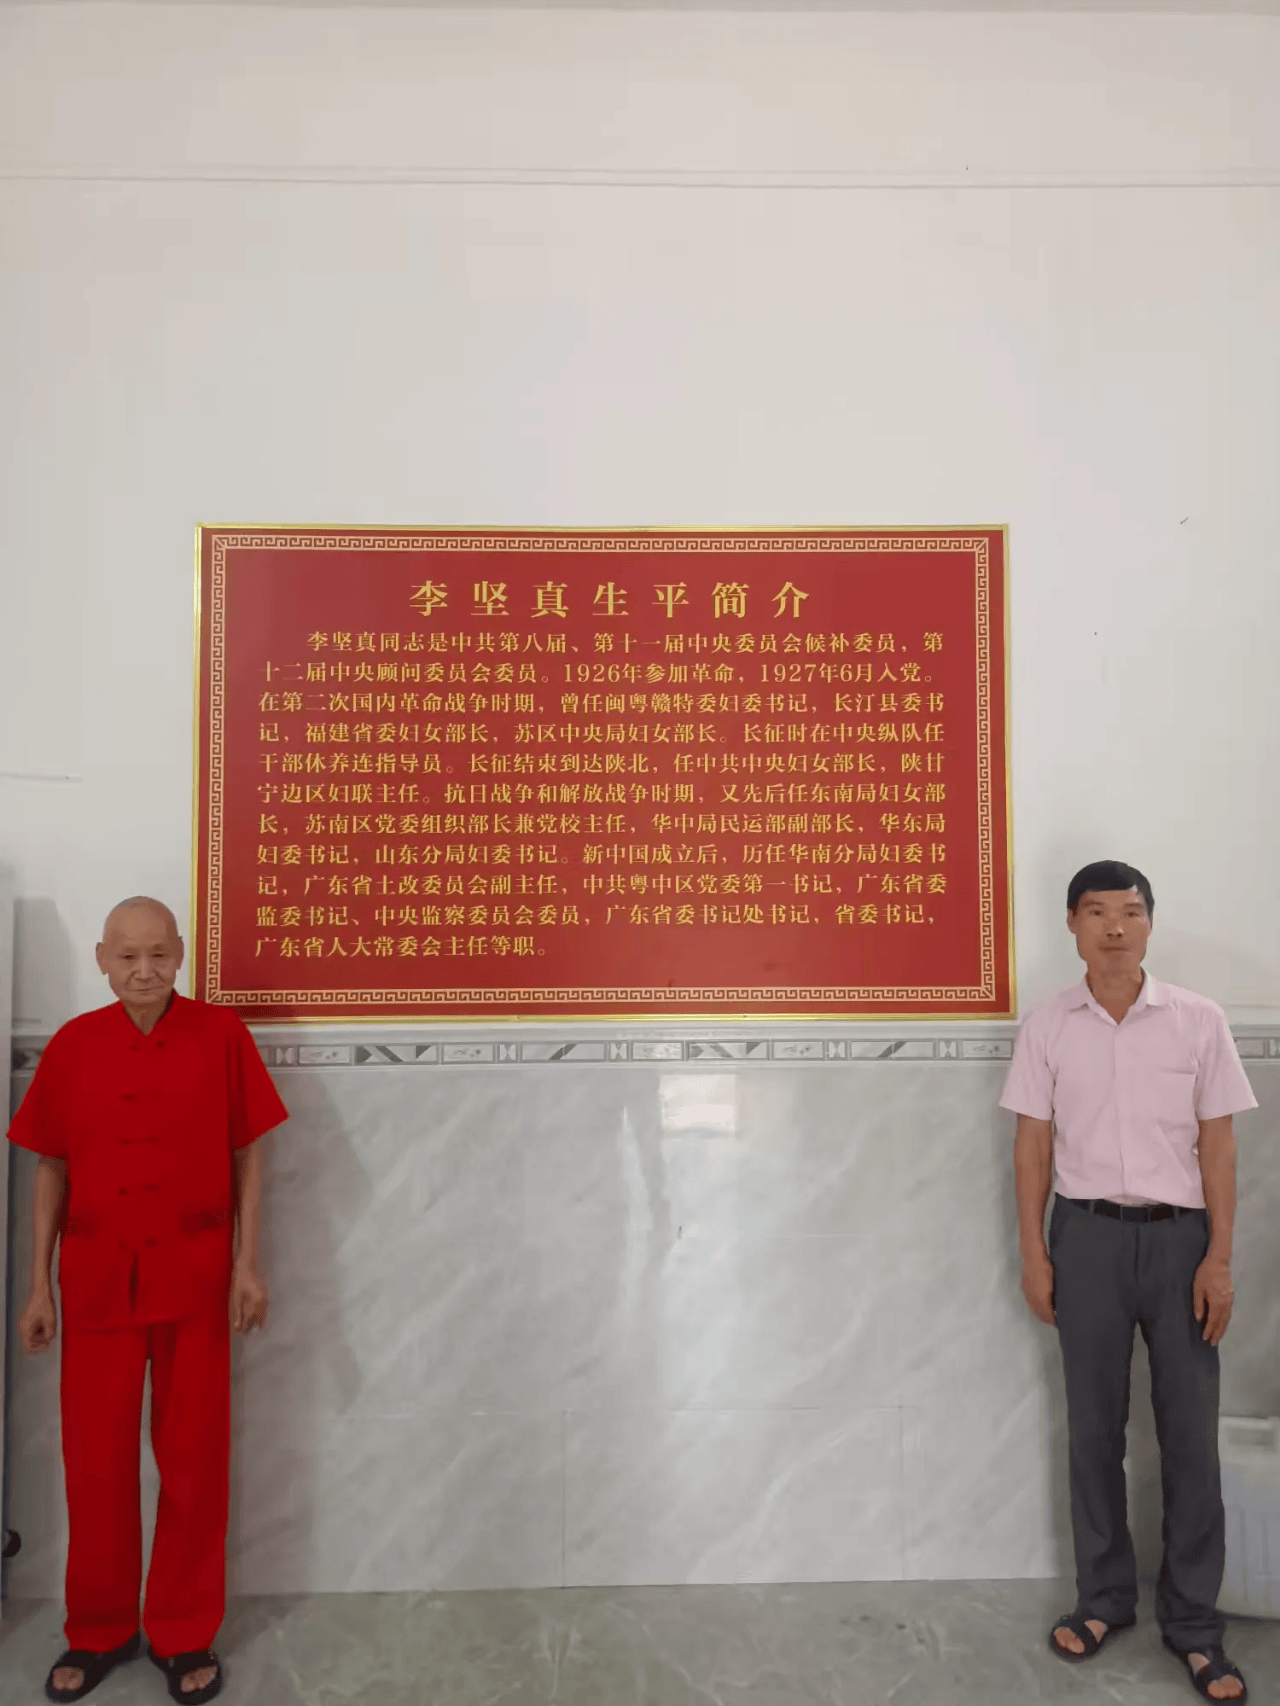 李坚真生平简介
李坚真同志是中共第八届、第十一届中央委员会候补委员，第
十二届中央顾问委员会委员。1926年参加革命，1927年6月入党。
在第二次国内革命战争时期，曾任闽粤赣特委妇委书记，长汀县委书
记，福建省委妇女部长，苏区中央局妇女部长。长征时在中央纵队任
干部休养连指导员。长征结束到达陕北，任中共中央妇女部长，陕甘
宁边区妇联主任。抗日战争和解放战争时期，又先后任东南局妇女部
长，苏南区党委组织部长兼党校主任，华中局民运部副部长，华东局
妇委书记，山东分局妇委书记。新中国成立后，历任华南分局妇委书
记，广东省土改委员会副主任，中共粤中区党委第一书记，广东省委
监委书记、中央监察委员会委员，广东省委书记处书记，省委书记，
广东省人大常委会主任等职。